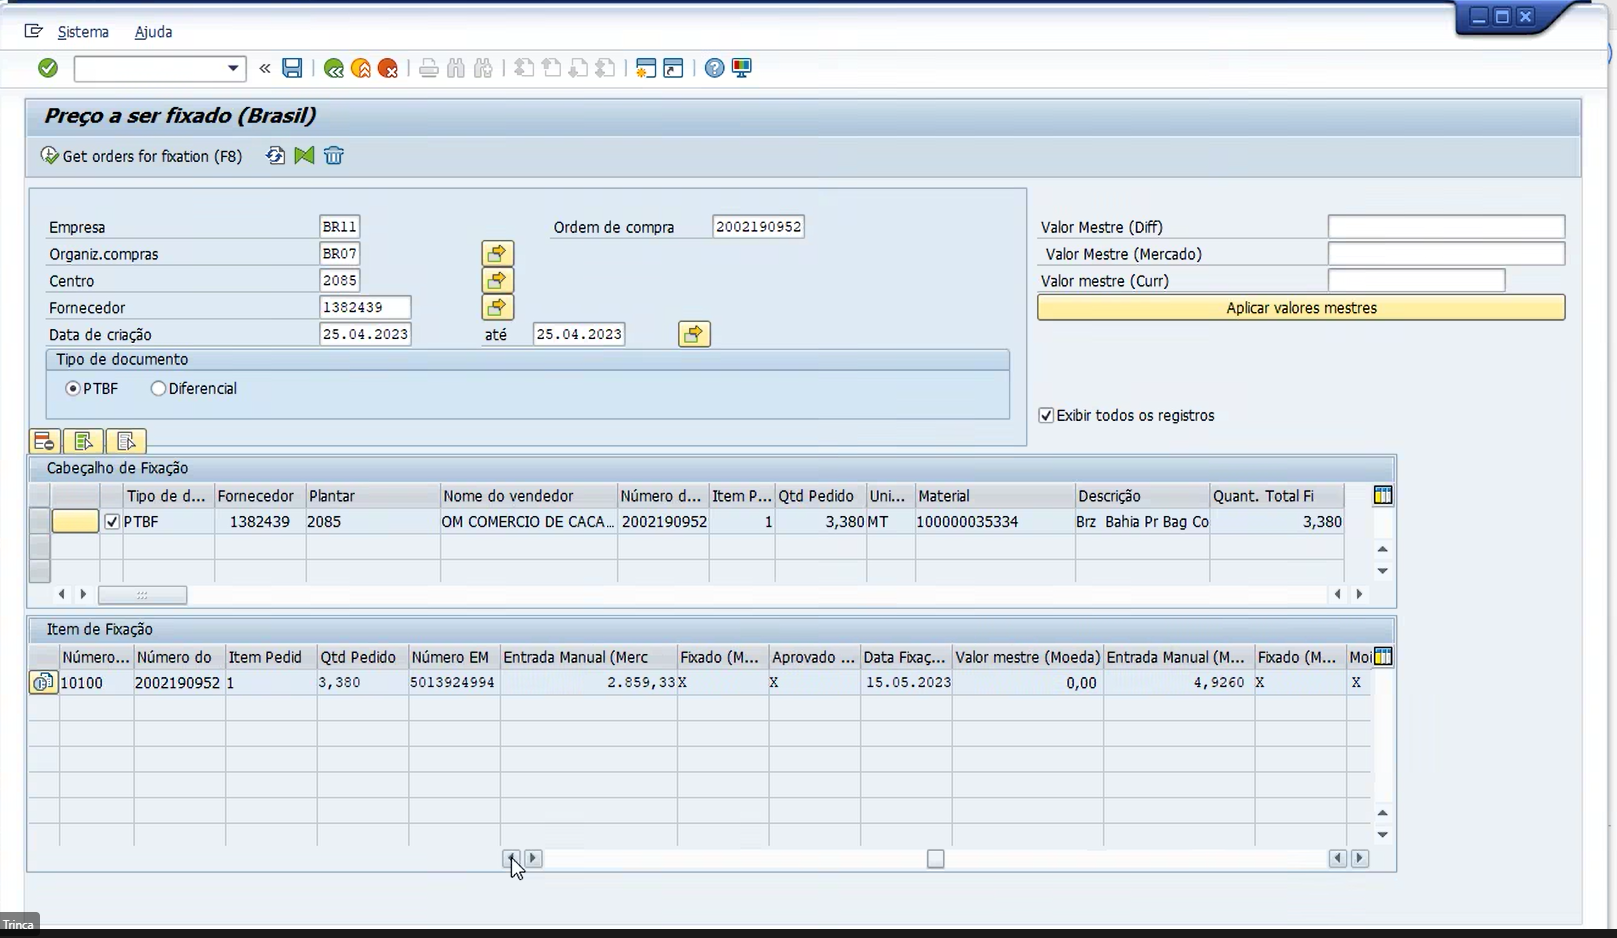 Sistema Ajuda
Preço a ser fixado (Brasil)
Get orders for fixation (F8)
Empresa BR11 Ordem de compra 2002190952 Valor Mestre (Diff)
Organiz.compras BR07 Valor Mestre (Mercado)
Centro 2085 Valor mestre (Curr)
Fornecedor 1382439 Aplicar valores mestres
Data de criação 25.04.2023 até 25.04.2023
Tipo de documento
PTBF Diferencial
Exibir todos os registros
Cabeçalho de Fixação
Tipo de d... Fornecedor Plantar Nome do vendedor Número d... Item P... Qtd Pedido Uni... Material Descrição Quant. Total Fi
PTBF 1382439 2085 OM COMERCIO DE CACA... 2002190952 1 3,380 MT 100000035334 Brz Bahia Pr Bag Co 3,380
Item de Fixação
Número... Número do Item Pedid Qtd Pedido Número EM Entrada Manual (Merc Fixado (M... Aprovado ... Data Fixaç... Valor mestre (Moeda) Entrada Manual (M... Fixado (M... Moi
10100 2002190952 1 3,380 5013924994 2.859,33 X X 15.05.2023 0,00 4,9260 X X
Trinca